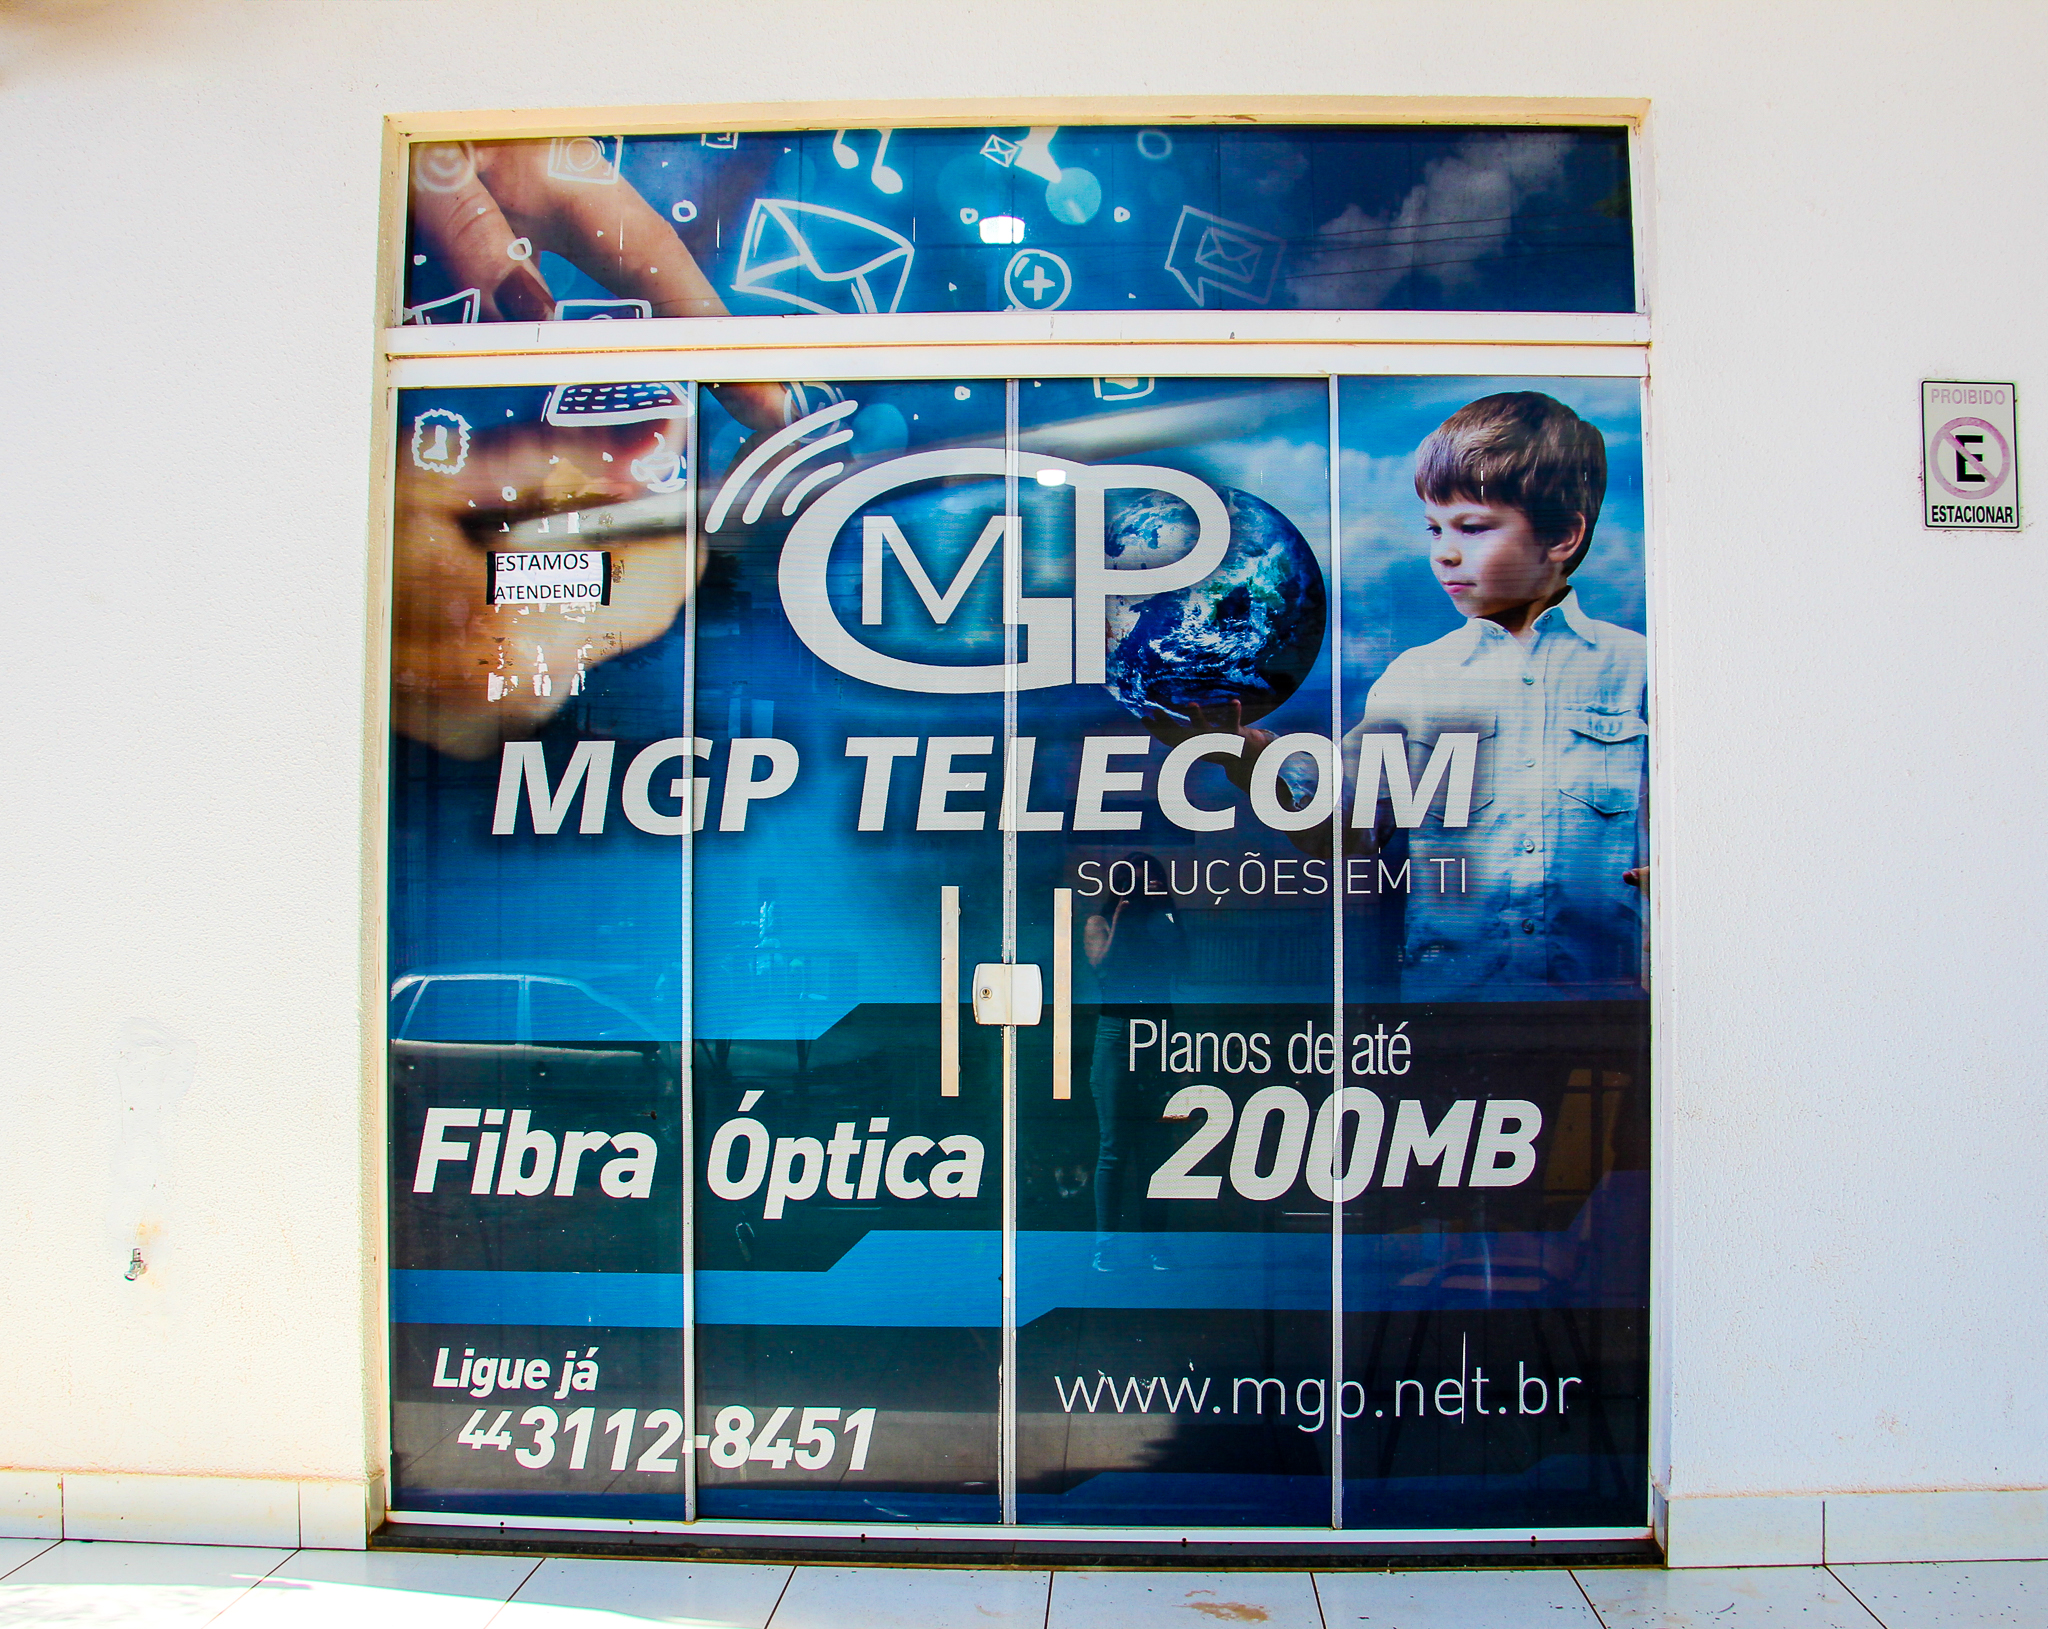 PROIBIDO
E
ESTACIONAR
ESTAMOS
ATENDENDO
MGP
MGP TELECOM
SOLUÇÕES EM TI
Fibra Óptica
Planos de até
200MB
Ligue já
44 3112-8451
www.mgp.net.br